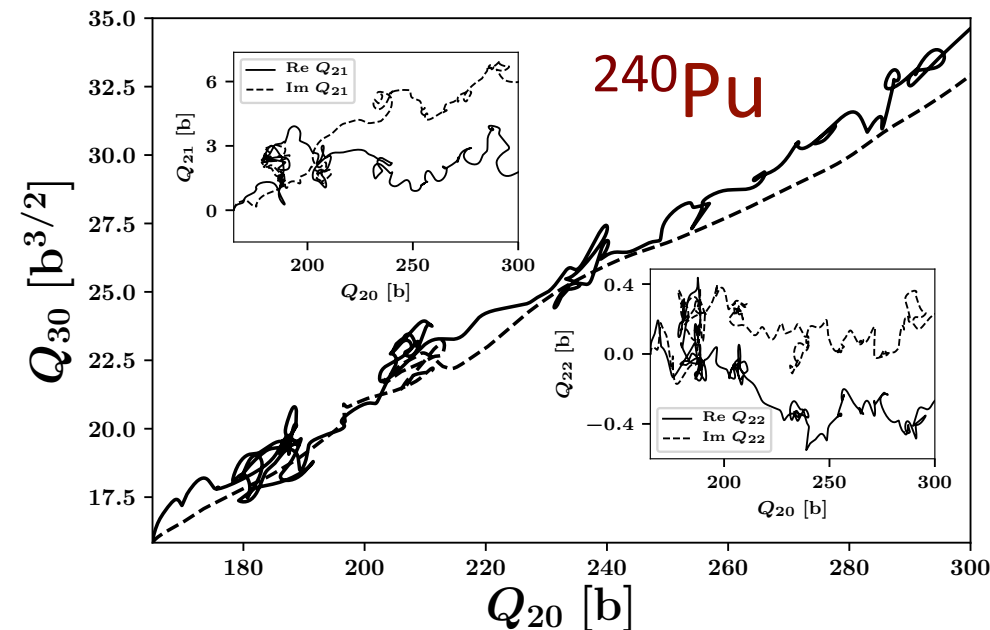 35.0
32.5
30.0
27.5
25.0
22.5
20.0
17.5
Q₃₀ [b³/²]
180
200
220
240
260
280
300
Q₂₀ [b]
²⁴⁰Pu
Re Q₂₁
Im Q₂₁
6
3
0
Q₂₁ [b]
200
250
300
Q₂₀ [b]
0.4
0.0
−0.4
Q₂₂ [b]
Re Q₂₂
Im Q₂₂
200
250
300
Q₂₀ [b]